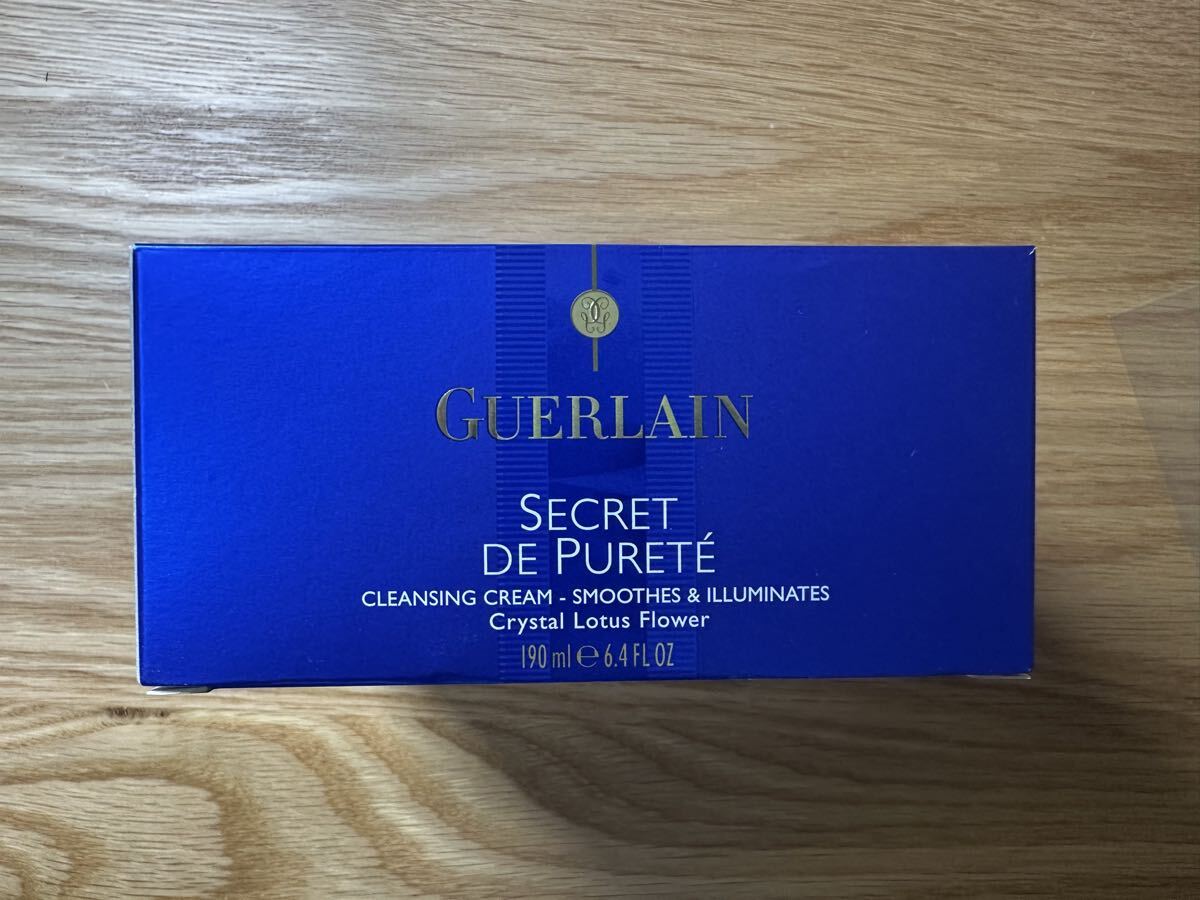 GUERLAIN
SECRET
DE PURETÉ
CLEANSING CREAM - SMOOTHES & ILLUMINATES
Crystal Lotus Flower
190 ml ℮ 6.4 FL OZ